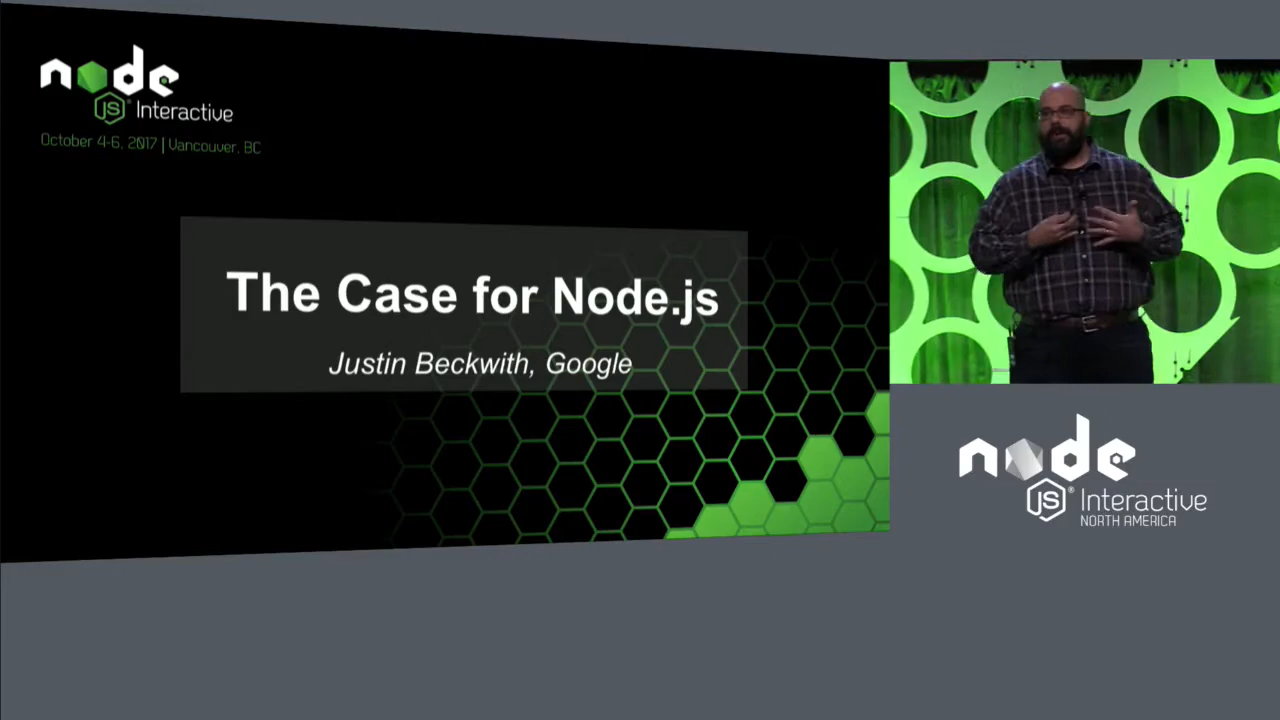 node
JS® Interactive
October 4-6, 2017 | Vancouver, BC
The Case for Node.js
Justin Beckwith, Google
node
JS® Interactive
NORTH AMERICA